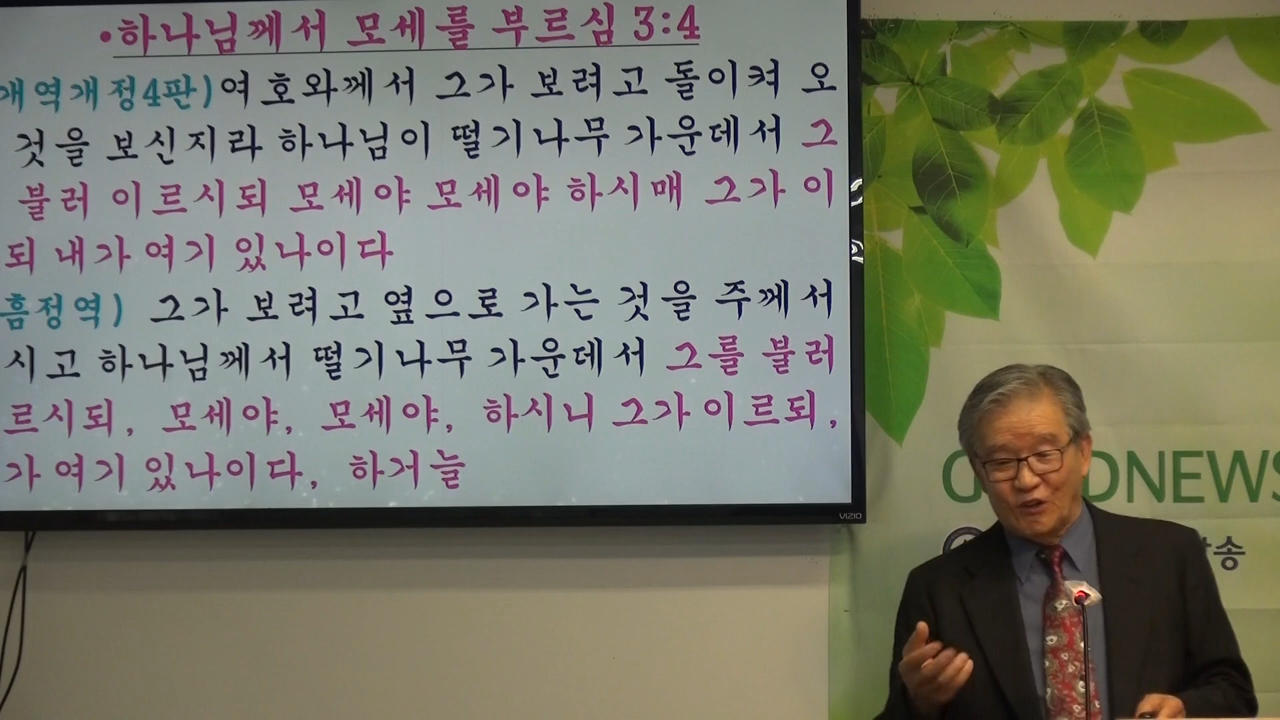 •하나님께서 모세를 부르심 3:4
개역개정4판)여호와께서 그가 보려고 돌이켜 오
것을 보신지라 하나님이 떨기나무 가운데서 그
불러 이르시되 모세야 모세야 하시매 그가 이
되 내가 여기 있나이다
흠정역) 그가 보려고 옆으로 가는 것을 주께서
시고 하나님께서 떨기나무 가운데서 그를 불러
르시되, 모세야, 모세야, 하시니 그가 이르되,
가 여기 있나이다, 하거늘
VIZIO